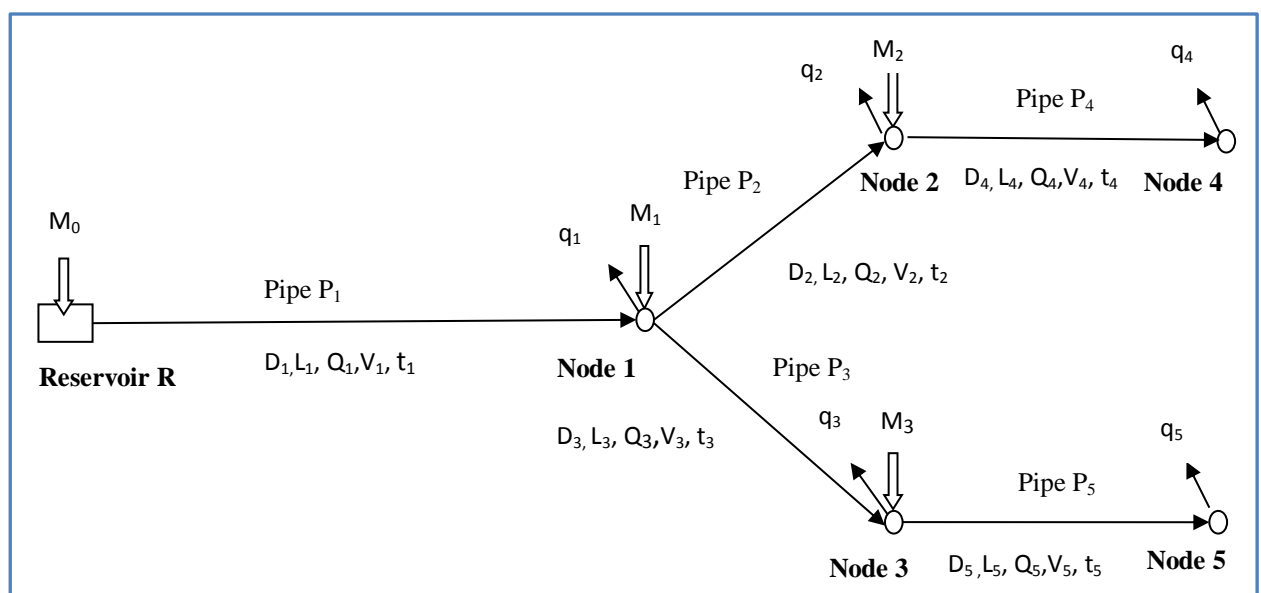 M₂
q₂
q₄
Pipe P₄
Pipe P₂
Node 2
D₄, L₄, Q₄,V₄, t₄
Node 4
M₀
M₁
q₁
D₂, L₂, Q₂, V₂, t₂
Pipe P₁
Reservoir R
D₁,L₁, Q₁,V₁, t₁
Node 1
Pipe P₃
q₃
M₃
q₅
D₃, L₃, Q₃,V₃, t₃
Pipe P₅
Node 3
D₅ ,L₅, Q₅,V₅, t₅
Node 5